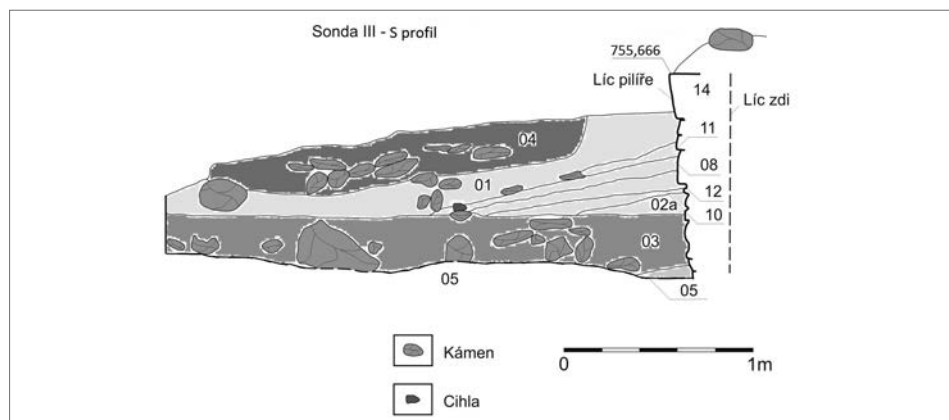 Sonda III - S profil
755,666
Líc pilíře
14
Líc zdi
11
04
08
01
12
02a
10
03
05
05
Kámen
0
1m
Cihla